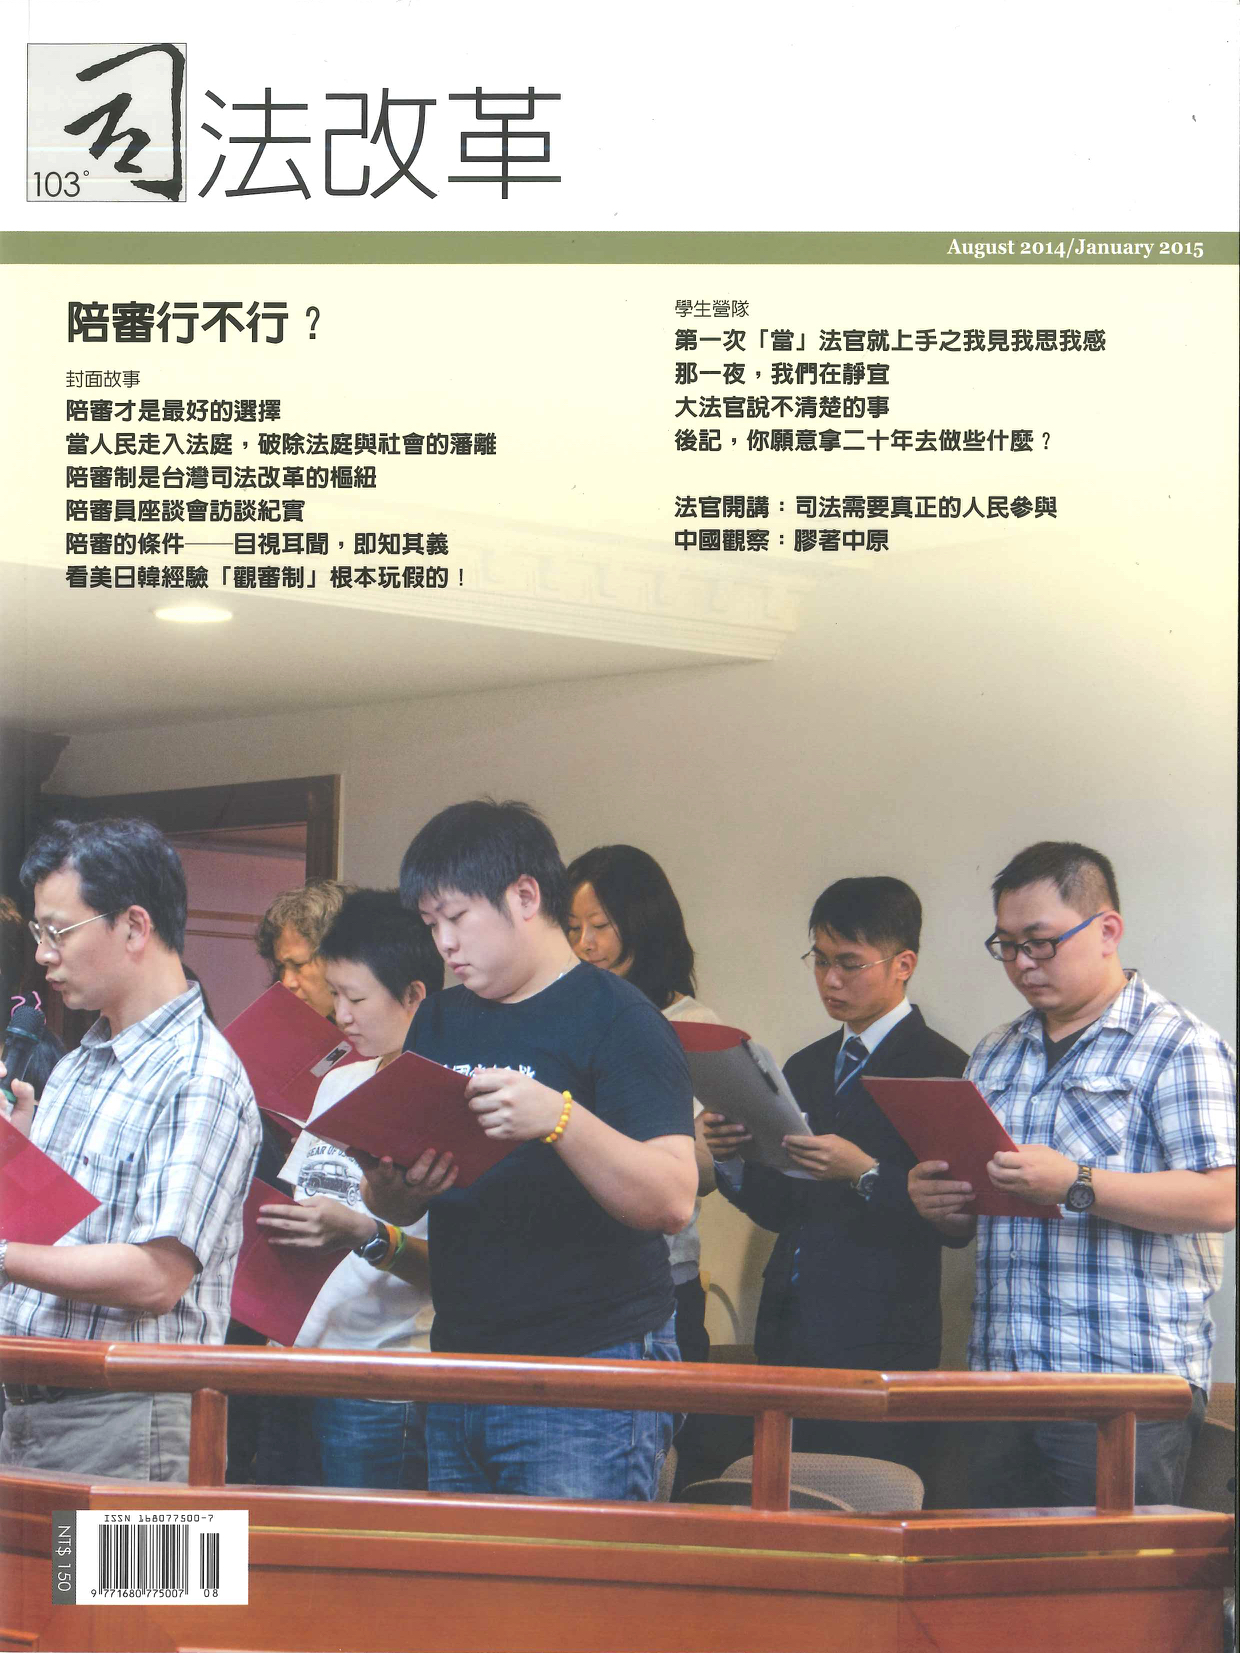 司法改革
103°
August 2014/January 2015
陪審行不行？
封面故事
陪審才是最好的選擇
當人民走入法庭，破除法庭與社會的藩離
陪審制是台灣司法改革的樞紐
陪審員座談會訪談紀實
陪審的條件——目視耳聞，即知其義
看美日韓經驗「觀審制」根本玩假的！
學生營隊
第一次「當」法官就上手之我見我思我感
那一夜，我們在靜宜
大法官說不清楚的事
後記，你願意拿二十年去做些什麼？
法官開講：司法需要真正的人民參與
中國觀察：膠著中原
NT$ 150
ISSN 168077500-7
9 771680 775007
08